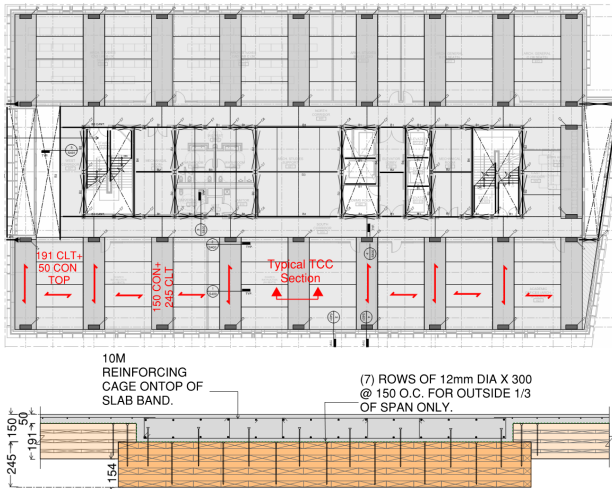 191 CLT+
50 CON
TOP
150 CON+
245 CLT
Typical TCC
Section
10M
REINFORCING
CAGE ONTOP OF
SLAB BAND.
(7) ROWS OF 12mm DIA X 300
@ 150 O.C. FOR OUTSIDE 1/3
OF SPAN ONLY.
50
150
191
245
154